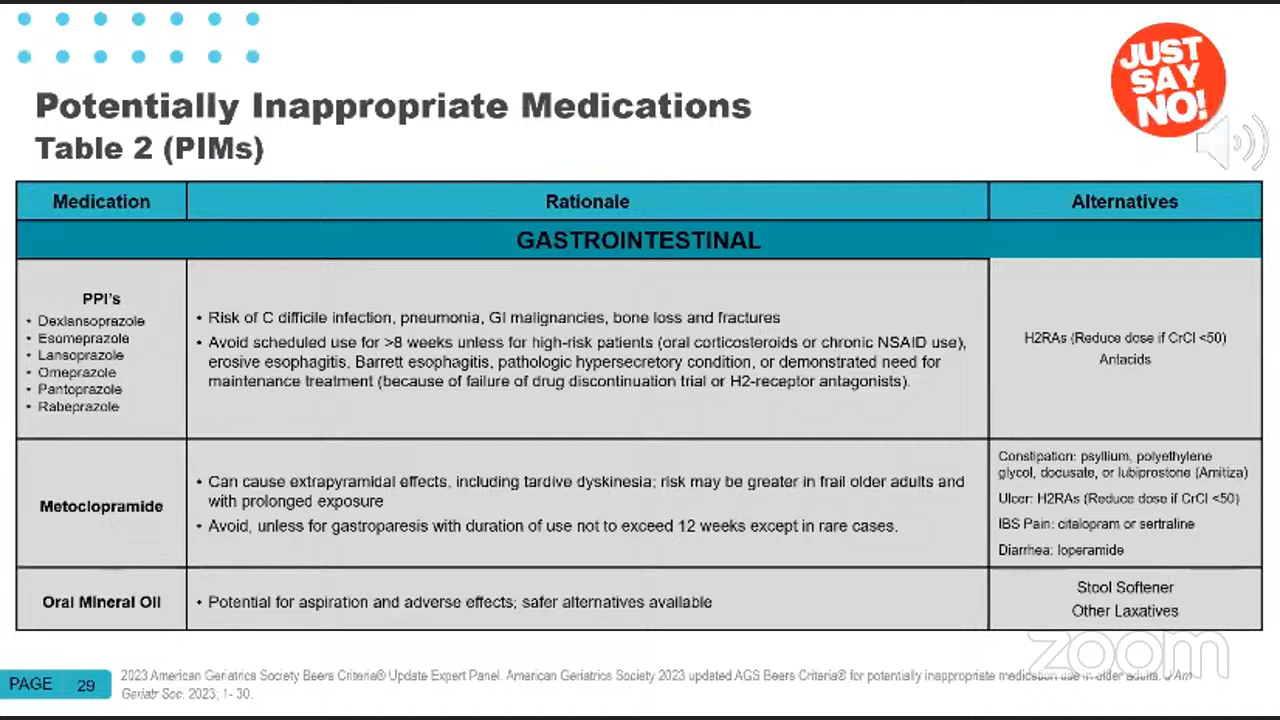 JUST
SAY
NO!
Potentially Inappropriate Medications
Table 2 (PIMs)
Medication
Rationale
Alternatives
GASTROINTESTINAL
PPI's
• Dexlansoprazole
• Esomeprazole
• Lansoprazole
• Omeprazole
• Pantoprazole
• Rabeprazole
• Risk of C difficile infection, pneumonia, GI malignancies, bone loss and fractures
• Avoid scheduled use for >8 weeks unless for high-risk patients (oral corticosteroids or chronic NSAID use),
erosive esophagitis, Barrett esophagitis, pathologic hypersecretory condition, or demonstrated need for
maintenance treatment (because of failure of drug discontinuation trial or H2-receptor antagonists).
H2RAs (Reduce dose if CrCl <50)
Antacids
Metoclopramide
• Can cause extrapyramidal effects, including tardive dyskinesia; risk may be greater in frail older adults and
with prolonged exposure
• Avoid, unless for gastroparesis with duration of use not to exceed 12 weeks except in rare cases.
Constipation: psyllium, polyethylene
glycol, docusate, or lubiprostone (Amitiza)
Ulcer: H2RAs (Reduce dose if CrCl <50)
IBS Pain: citalopram or sertraline
Diarrhea: loperamide
Oral Mineral Oil
• Potential for aspiration and adverse effects; safer alternatives available
Stool Softener
Other Laxatives
zoom
PAGE 29
2023 American Geriatrics Society Beers Criteria® Update Expert Panel. American Geriatrics Society 2023 updated AGS Beers Criteria® for potentially inappropriate medication use in older adults. J Am
Geriatr Soc. 2023; 1- 30.